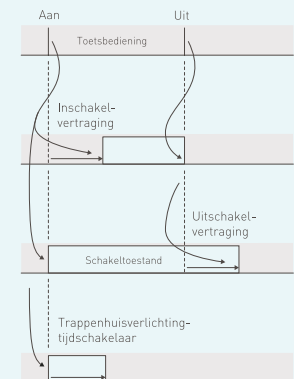 Aan Uit
Toetsbediening
Inschakel-
vertraging
Uitschakel-
vertraging
Schakeltoestand
Trappenhuisverlichting-
tijdschakelaar